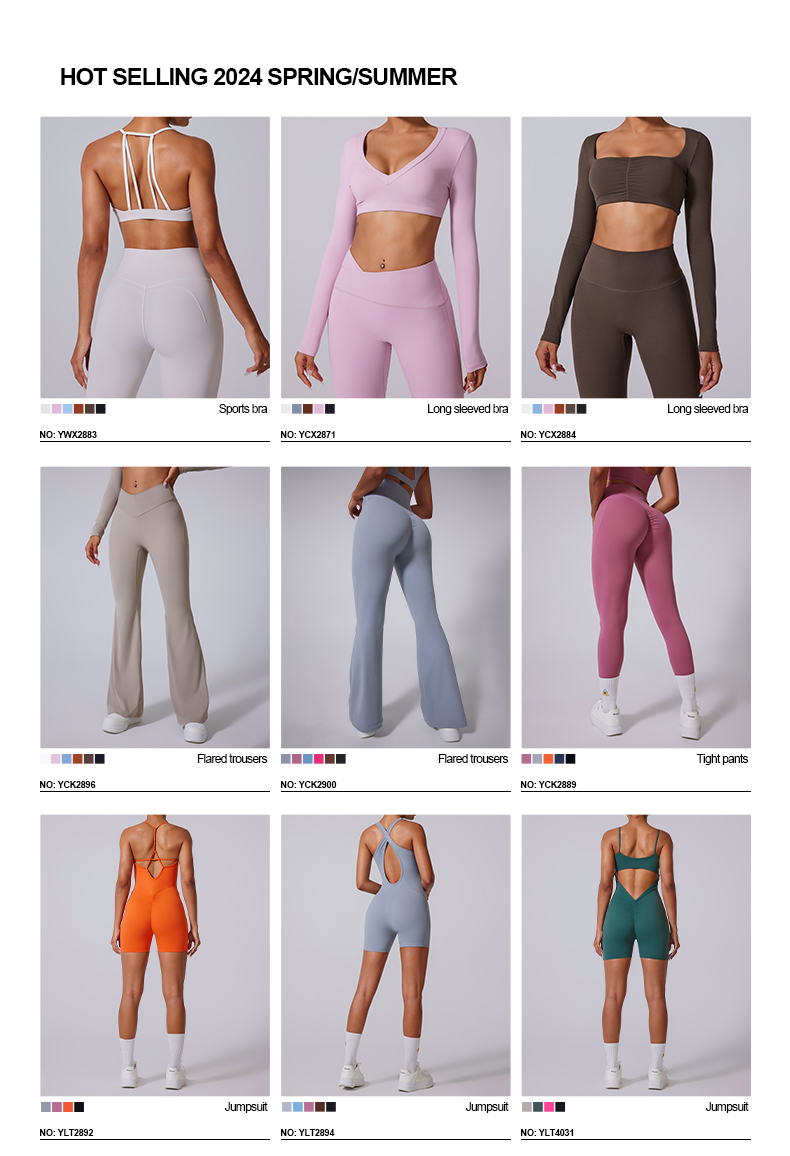 HOT SELLING 2024 SPRING/SUMMER
Sports bra
NO: YWX2883
Long sleeved bra
NO: YCX2871
Long sleeved bra
NO: YCX2884
Flared trousers
NO: YCK2896
Flared trousers
NO: YCK2900
Tight pants
NO: YCK2889
Jumpsuit
NO: YLT2892
Jumpsuit
NO: YLT2894
Jumpsuit
NO: YLT4031